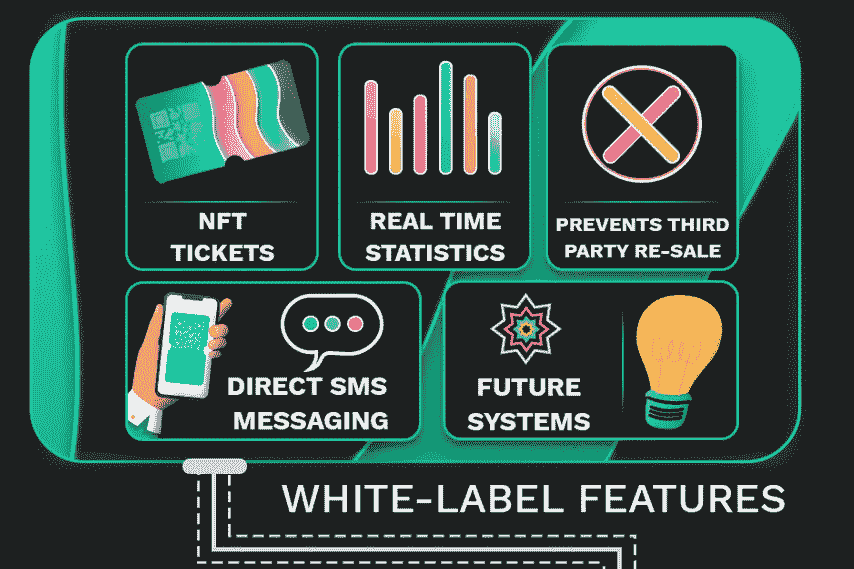 NFT
TICKETS
REAL TIME
STATISTICS
PREVENTS THIRD
PARTY RE-SALE
DIRECT SMS
MESSAGING
FUTURE
SYSTEMS
WHITE-LABEL FEATURES